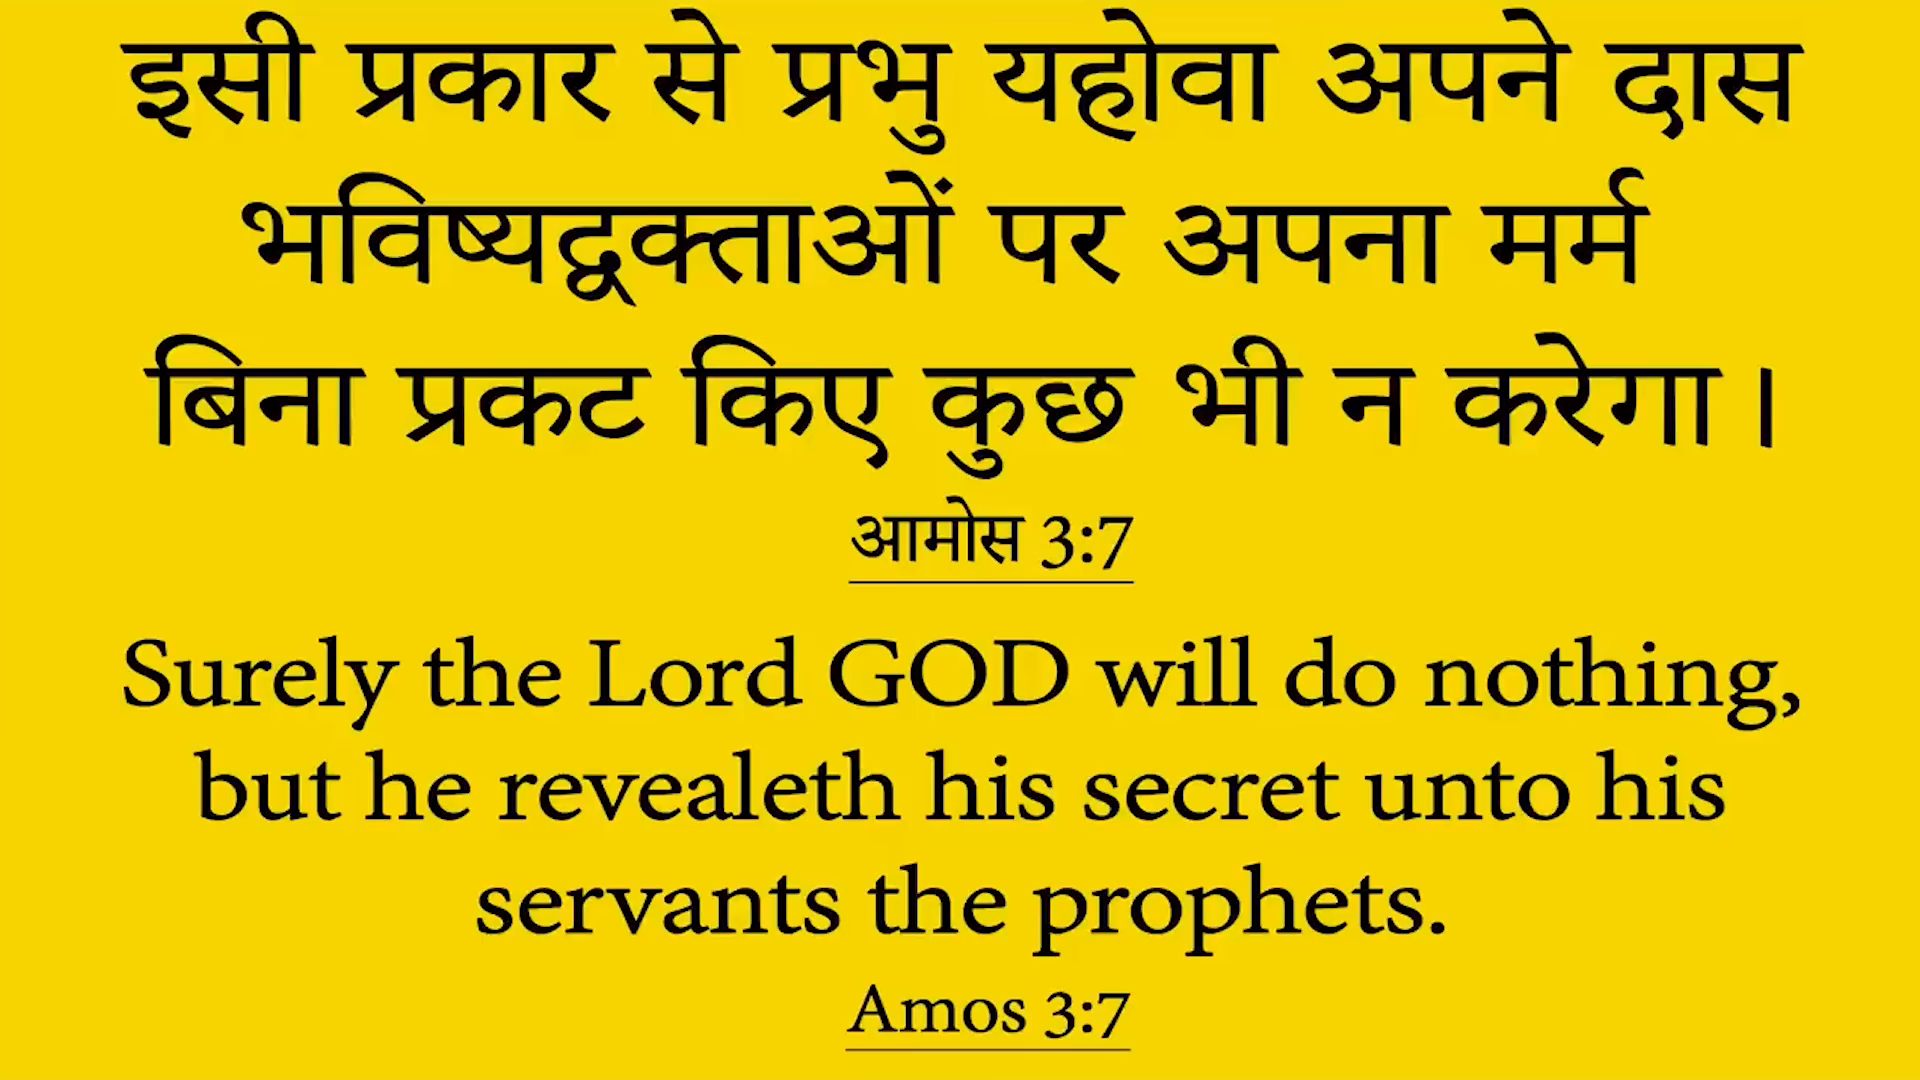 इसी प्रकार से प्रभु यहोवा अपने दास
भविष्यद्वक्ताओं पर अपना मर्म
बिना प्रकट किए कुछ भी न करेगा।
आमोस 3:7
Surely the Lord GOD will do nothing,
but he revealeth his secret unto his
servants the prophets.
Amos 3:7